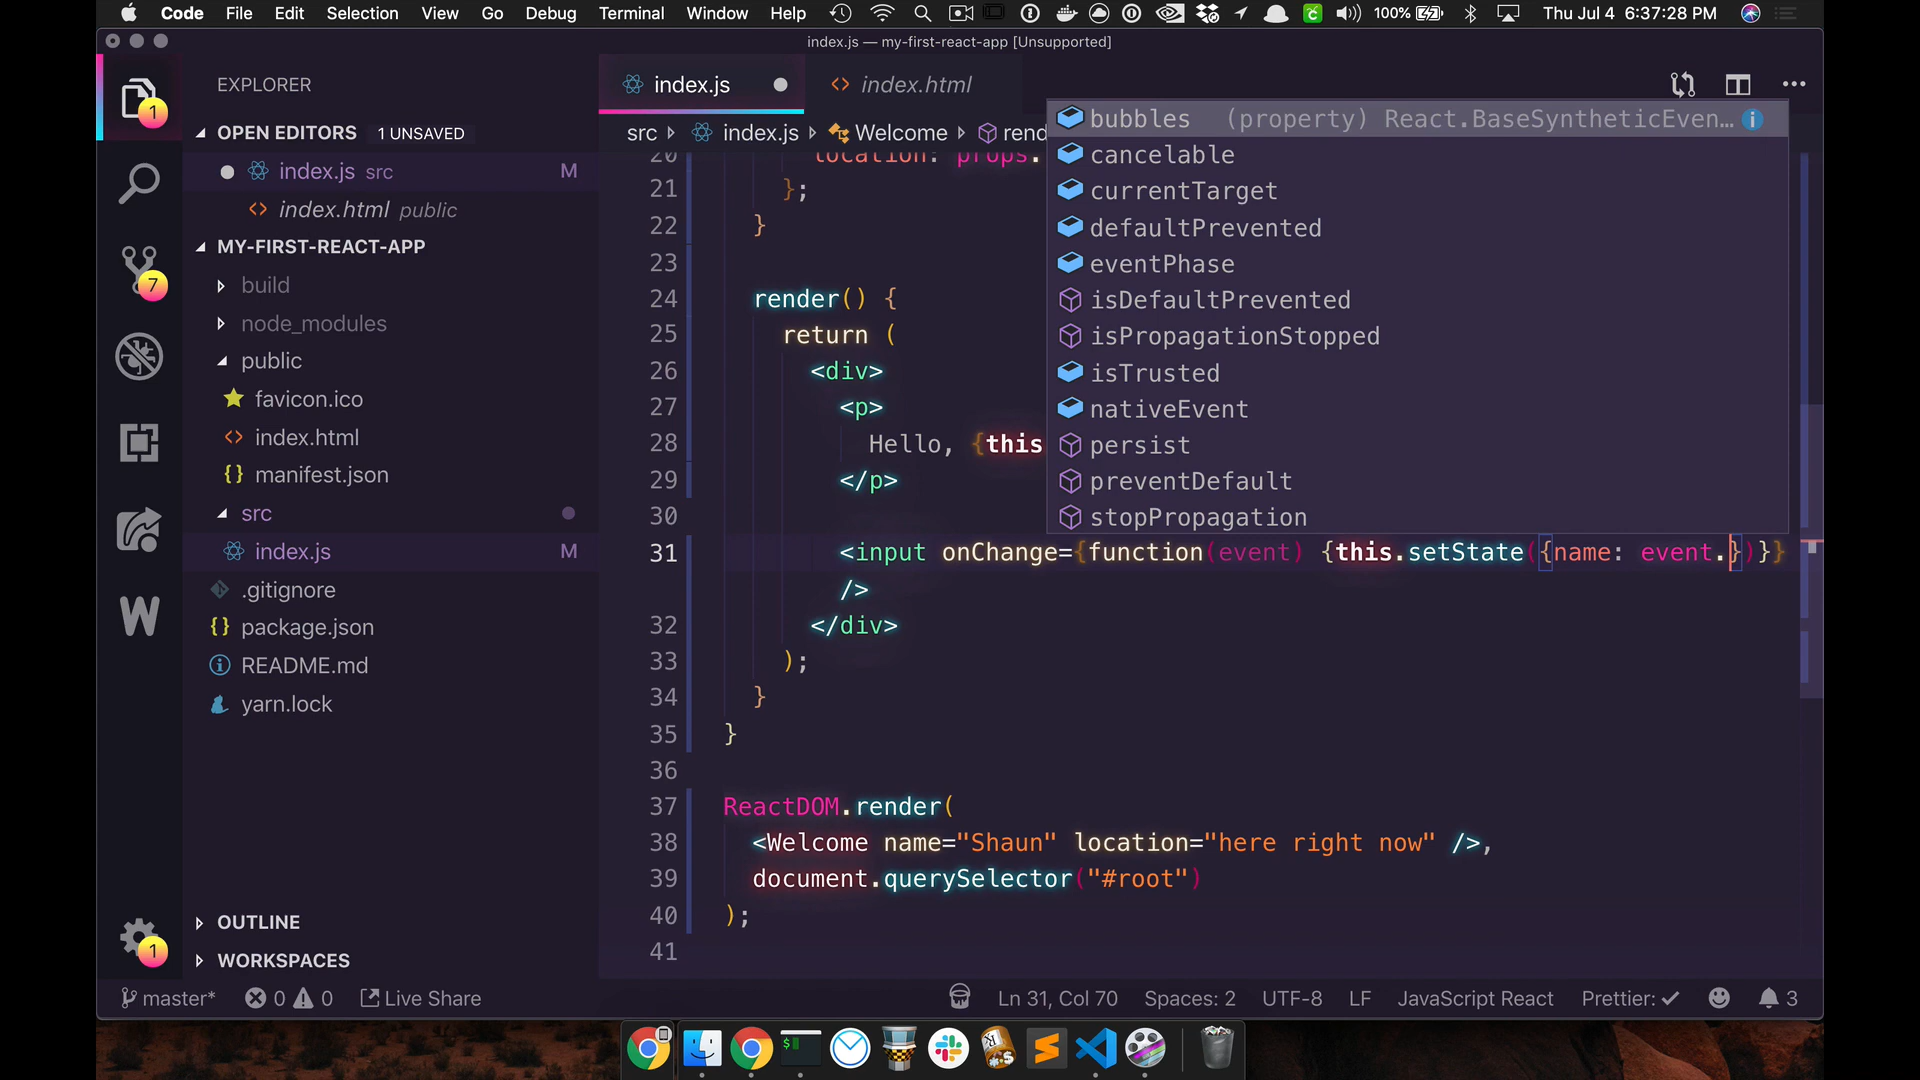 Code File Edit Selection View Go Debug Terminal Window Help 100% Thu Jul 4 6:37:28 PM
index.js — my-first-react-app [Unsupported]
EXPLORER
OPEN EDITORS 1 UNSAVED
index.js src M
index.html public
MY-FIRST-REACT-APP
build
node_modules
public
favicon.ico
index.html
manifest.json
src
index.js M
.gitignore
package.json
README.md
yarn.lock
OUTLINE
WORKSPACES
1
7
1
index.js index.html
src index.js Welcome rend
20 location: props.
21 };
22 }
23
24 render() {
25 return (
26 <div>
27 <p>
28 Hello, {this
29 </p>
30
31 <input onChange={function(event) {this.setState({name: event.})}}
/>
32 </div>
33 );
34 }
35 }
36
37 ReactDOM.render(
38 <Welcome name="Shaun" location="here right now" />,
39 document.querySelector("#root")
40 );
41
bubbles (property) React.BaseSyntheticEven…
cancelable
currentTarget
defaultPrevented
eventPhase
isDefaultPrevented
isPropagationStopped
isTrusted
nativeEvent
persist
preventDefault
stopPropagation
master* 0 0 Live Share Ln 31, Col 70 Spaces: 2 UTF-8 LF JavaScript React Prettier: ✓ 3